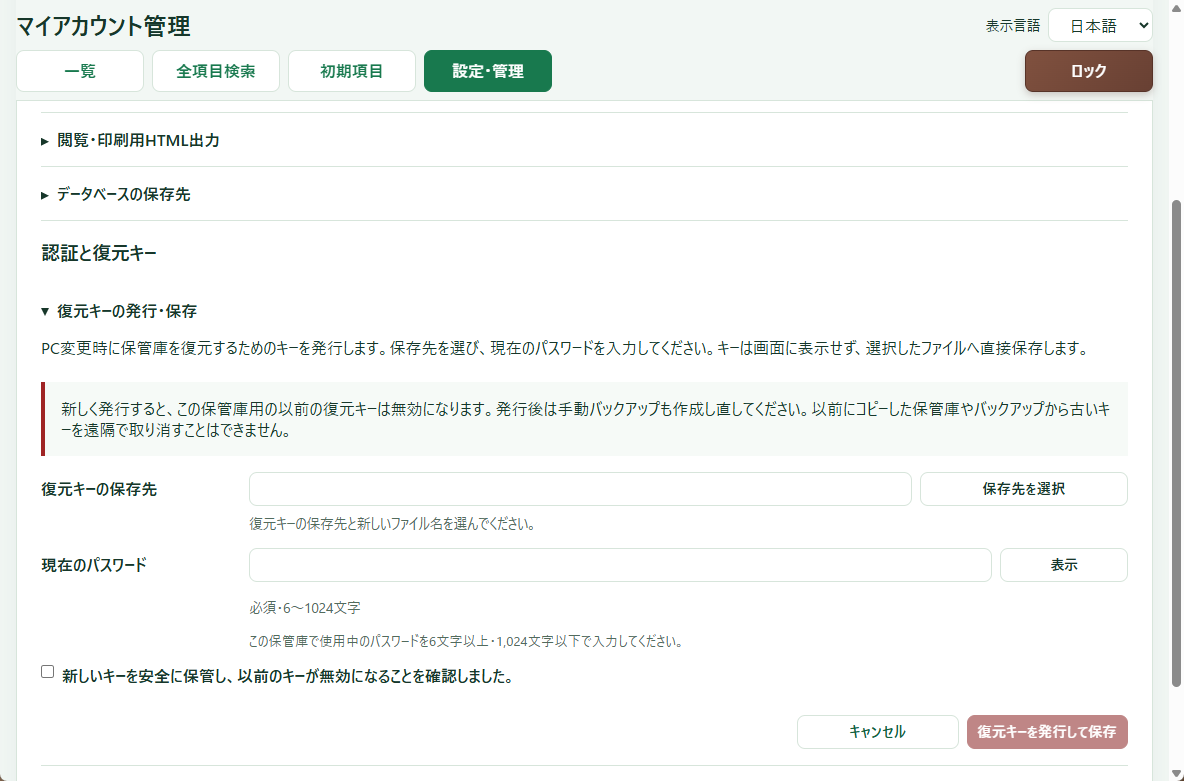 マイアカウント管理
表示言語
日本語
一覧
全項目検索
初期項目
設定・管理
ロック
▶ 閲覧・印刷用HTML出力
▶ データベースの保存先
認証と復元キー
▼ 復元キーの発行・保存
PC変更時に保管庫を復元するためのキーを発行します。保存先を選び、現在のパスワードを入力してください。キーは画面に表示せず、選択したファイルへ直接保存します。
新しく発行すると、この保管庫用の以前の復元キーは無効になります。発行後は手動バックアップも作成し直してください。以前にコピーした保管庫やバックアップから古いキ
ーを遠隔で取り消すことはできません。
復元キーの保存先
保存先を選択
復元キーの保存先と新しいファイル名を選んでください。
現在のパスワード
表示
必須・6～1024文字
この保管庫で使用中のパスワードを6文字以上・1,024文字以下で入力してください。
新しいキーを安全に保管し、以前のキーが無効になることを確認しました。
キャンセル
復元キーを発行して保存